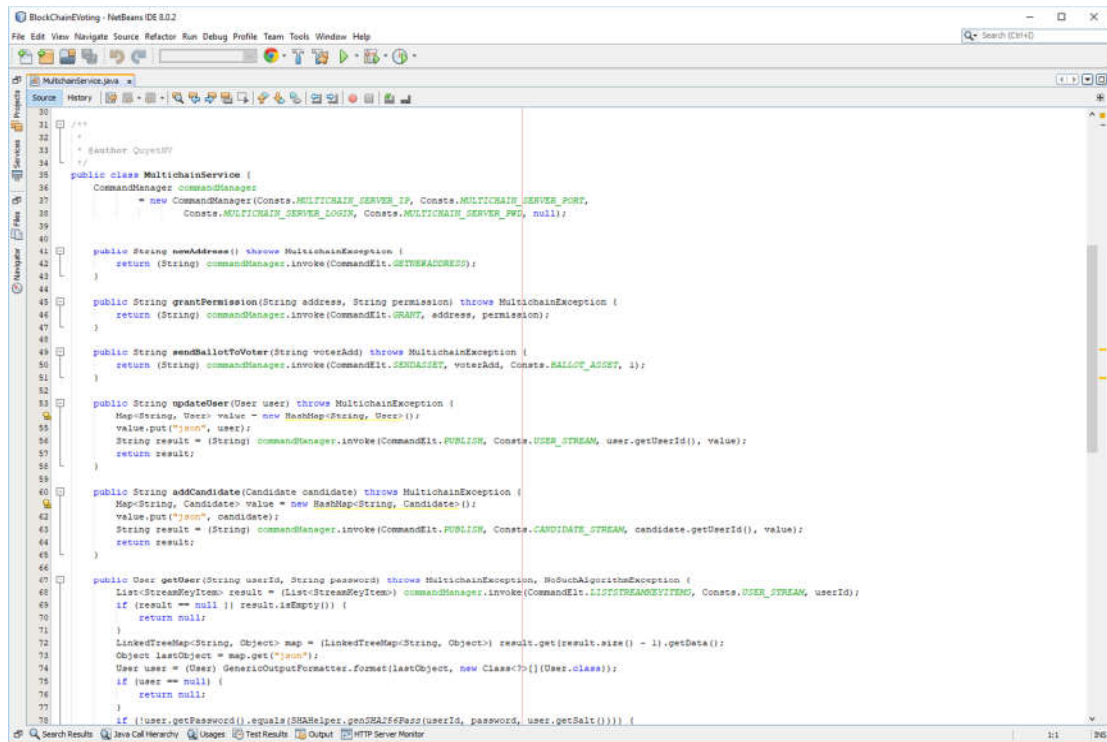 BlockChainEVoting - NetBeans IDE 8.0.2
File Edit View Navigate Source Refactor Run Debug Profile Team Tools Window Help
Search (Ctrl+I)
MultichainService.java
Source History
Projects
Services
Files
Navigator
30
31 /**
32 *
33 * @author QuyetNV
34 */
35 public class MultichainService {
36 CommandManager commandManager
37 = new CommandManager(Consts.MULTICHAIN_SERVER_IP, Consts.MULTICHAIN_SERVER_PORT,
38 Consts.MULTICHAIN_SERVER_LOGIN, Consts.MULTICHAIN_SERVER_PWD, null);
39
40
41 public String newAddress() throws MultichainException {
42 return (String) commandManager.invoke(CommandElt.GETNEWADDRESS);
43 }
44
45 public String grantPermission(String address, String permission) throws MultichainException {
46 return (String) commandManager.invoke(CommandElt.GRANT, address, permission);
47 }
48
49 public String sendBallotToVoter(String voterAdd) throws MultichainException {
50 return (String) commandManager.invoke(CommandElt.SENDASSET, voterAdd, Consts.BALLOT_ASSET, 1);
51 }
52
53 public String updateUser(User user) throws MultichainException {
Map<String, User> value = new HashMap<String, User>();
55 value.put("json", user);
56 String result = (String) commandManager.invoke(CommandElt.PUBLISH, Consts.USER_STREAM, user.getUserId(), value);
57 return result;
58 }
59
60 public String addCandidate(Candidate candidate) throws MultichainException {
Map<String, Candidate> value = new HashMap<String, Candidate>();
62 value.put("json", candidate);
63 String result = (String) commandManager.invoke(CommandElt.PUBLISH, Consts.CANDIDATE_STREAM, candidate.getUserId(), value);
64 return result;
65 }
66
67 public User getUser(String userId, String password) throws MultichainException, NoSuchAlgorithmException {
68 List<StreamKeyItem> result = (List<StreamKeyItem>) commandManager.invoke(CommandElt.LISTSTREAMKEYITEMS, Consts.USER_STREAM, userId);
69 if (result == null || result.isEmpty()) {
70 return null;
71 }
72 LinkedTreeMap<String, Object> map = (LinkedTreeMap<String, Object>) result.get(result.size() - 1).getData();
73 Object lastObject = map.get("json");
74 User user = (User) GenericOutputFormatter.format(lastObject, new Class<?>[]{User.class});
75 if (user == null) {
76 return null;
77 }
78 if (!user.getPassword().equals(SHAHelper.genSHA256Pass(userId, password, user.getSalt()))) {
Search Results Java Call Hierarchy Usages Test Results Output HTTP Server Monitor
1:1 INS